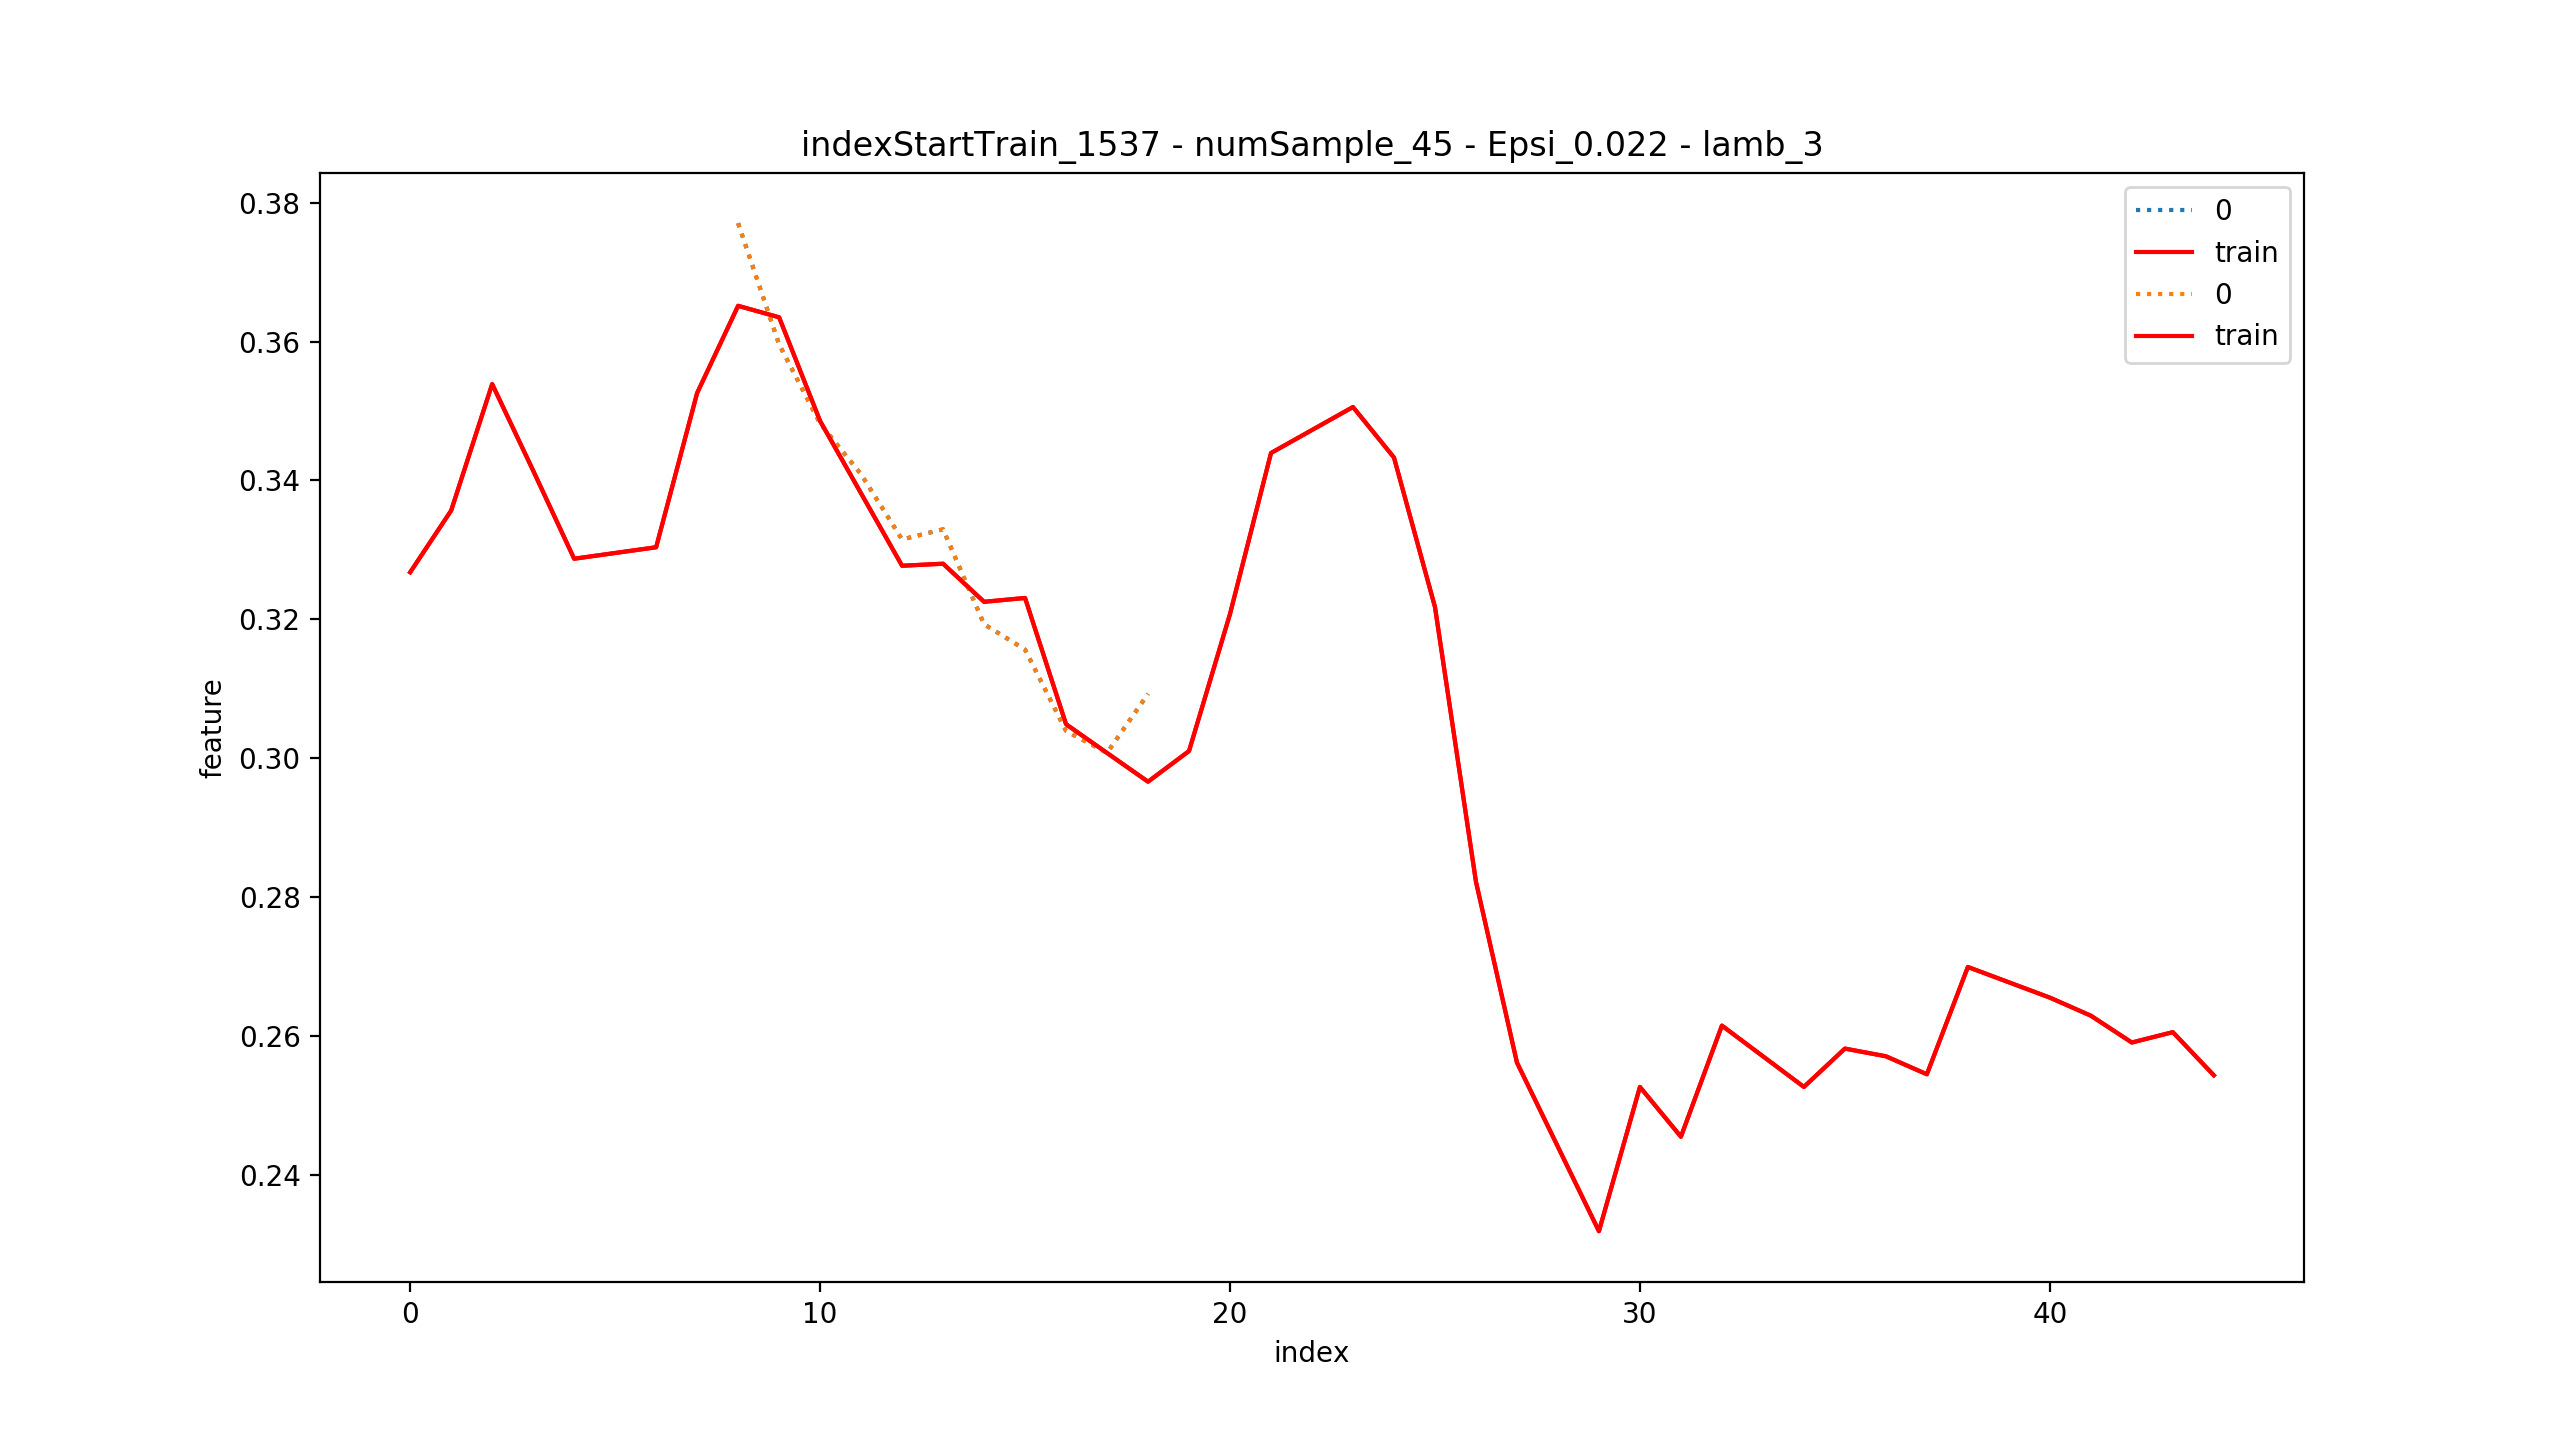 indexStartTrain_1537 - numSample_45 - Epsi_0.022 - lamb_3
0
train
0
train
0.38
0.36
0.34
0.32
0.30
0.28
0.26
0.24
feature
0 10 20 30 40
index